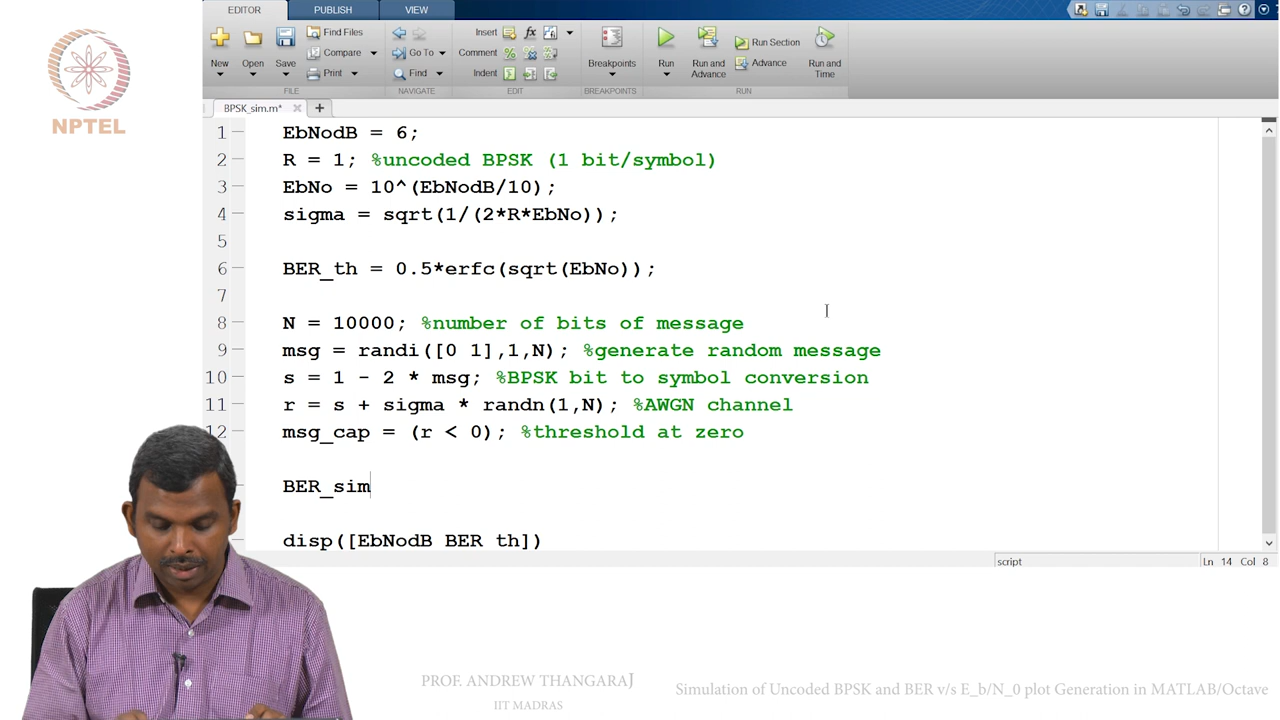 EDITOR PUBLISH VIEW
New
Open
Save
Find Files
Compare
Print
FILE
Go To
Find
NAVIGATE
Insert fx
Comment
Indent
EDIT
Breakpoints
BREAKPOINTS
Run
Run and Advance
Run Section
Advance
Run and Time
RUN
NPTEL
BPSK_sim.m*
1 EbNodB = 6;
2 R = 1; %uncoded BPSK (1 bit/symbol)
3 EbNo = 10^(EbNodB/10);
4 sigma = sqrt(1/(2*R*EbNo));
5
6 BER_th = 0.5*erfc(sqrt(EbNo));
7
8 N = 10000; %number of bits of message
9 msg = randi([0 1],1,N); %generate random message
10 s = 1 - 2 * msg; %BPSK bit to symbol conversion
11 r = s + sigma * randn(1,N); %AWGN channel
12 msg_cap = (r < 0); %threshold at zero
BER_sim
disp([EbNodB BER th])
script Ln 14 Col 8
PROF. ANDREW THANGARAJ
IIT MADRAS
Simulation of Uncoded BPSK and BER v/s E_b/N_0 plot Generation in MATLAB/Octave